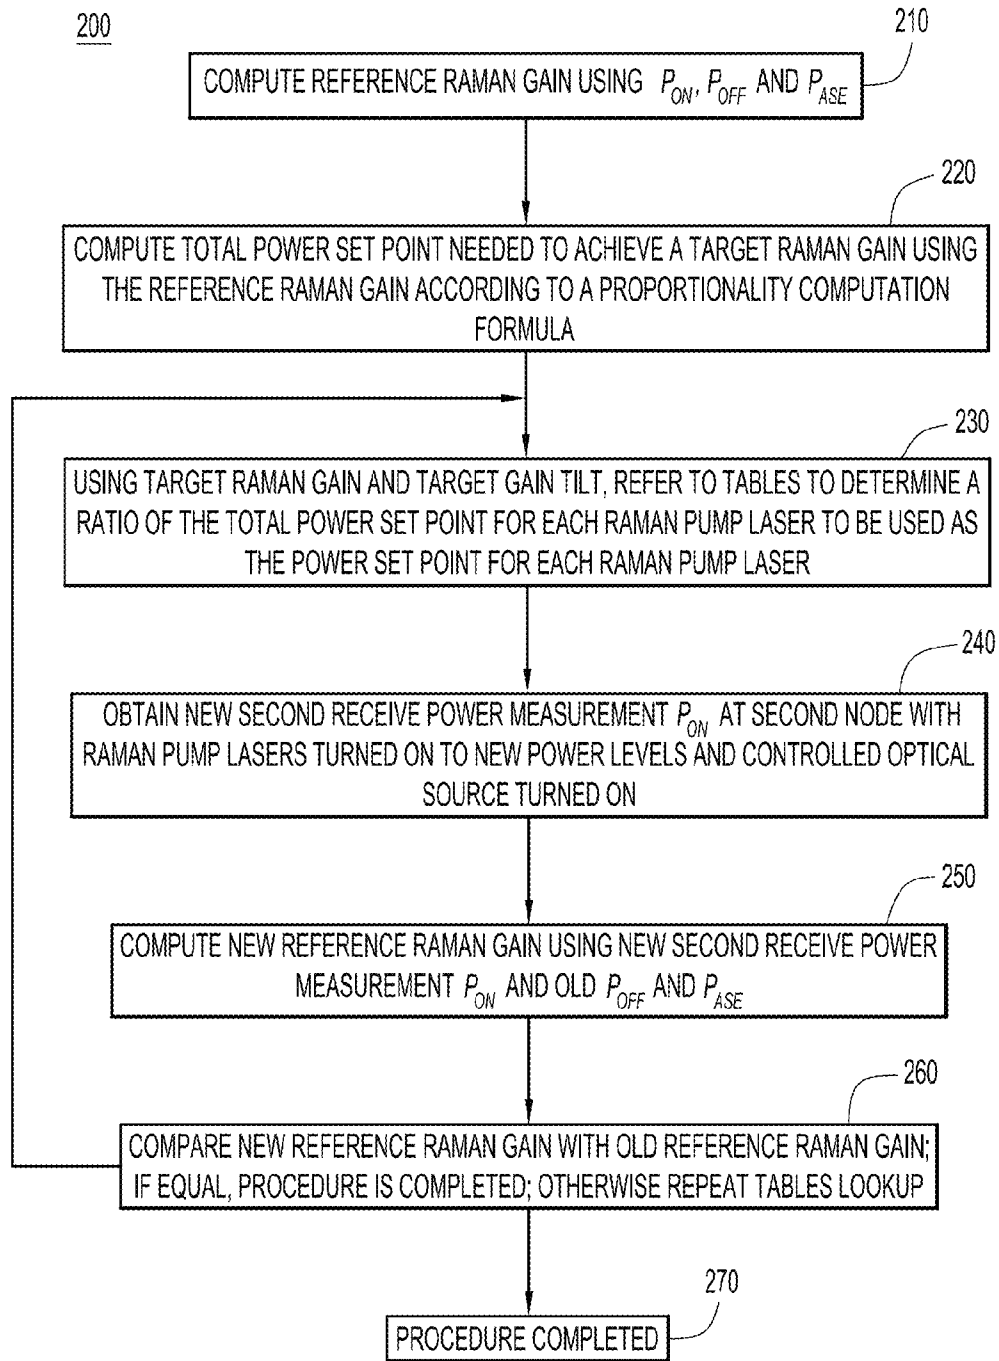 200
210
COMPUTE REFERENCE RAMAN GAIN USING P_ON, P_OFF AND P_ASE
220
COMPUTE TOTAL POWER SET POINT NEEDED TO ACHIEVE A TARGET RAMAN GAIN USING
THE REFERENCE RAMAN GAIN ACCORDING TO A PROPORTIONALITY COMPUTATION
FORMULA
230
USING TARGET RAMAN GAIN AND TARGET GAIN TILT, REFER TO TABLES TO DETERMINE A
RATIO OF THE TOTAL POWER SET POINT FOR EACH RAMAN PUMP LASER TO BE USED AS
THE POWER SET POINT FOR EACH RAMAN PUMP LASER
240
OBTAIN NEW SECOND RECEIVE POWER MEASUREMENT P_ON AT SECOND NODE WITH
RAMAN PUMP LASERS TURNED ON TO NEW POWER LEVELS AND CONTROLLED OPTICAL
SOURCE TURNED ON
250
COMPUTE NEW REFERENCE RAMAN GAIN USING NEW SECOND RECEIVE POWER
MEASUREMENT P_ON AND OLD P_OFF AND P_ASE
260
COMPARE NEW REFERENCE RAMAN GAIN WITH OLD REFERENCE RAMAN GAIN;
IF EQUAL, PROCEDURE IS COMPLETED; OTHERWISE REPEAT TABLES LOOKUP
270
PROCEDURE COMPLETED